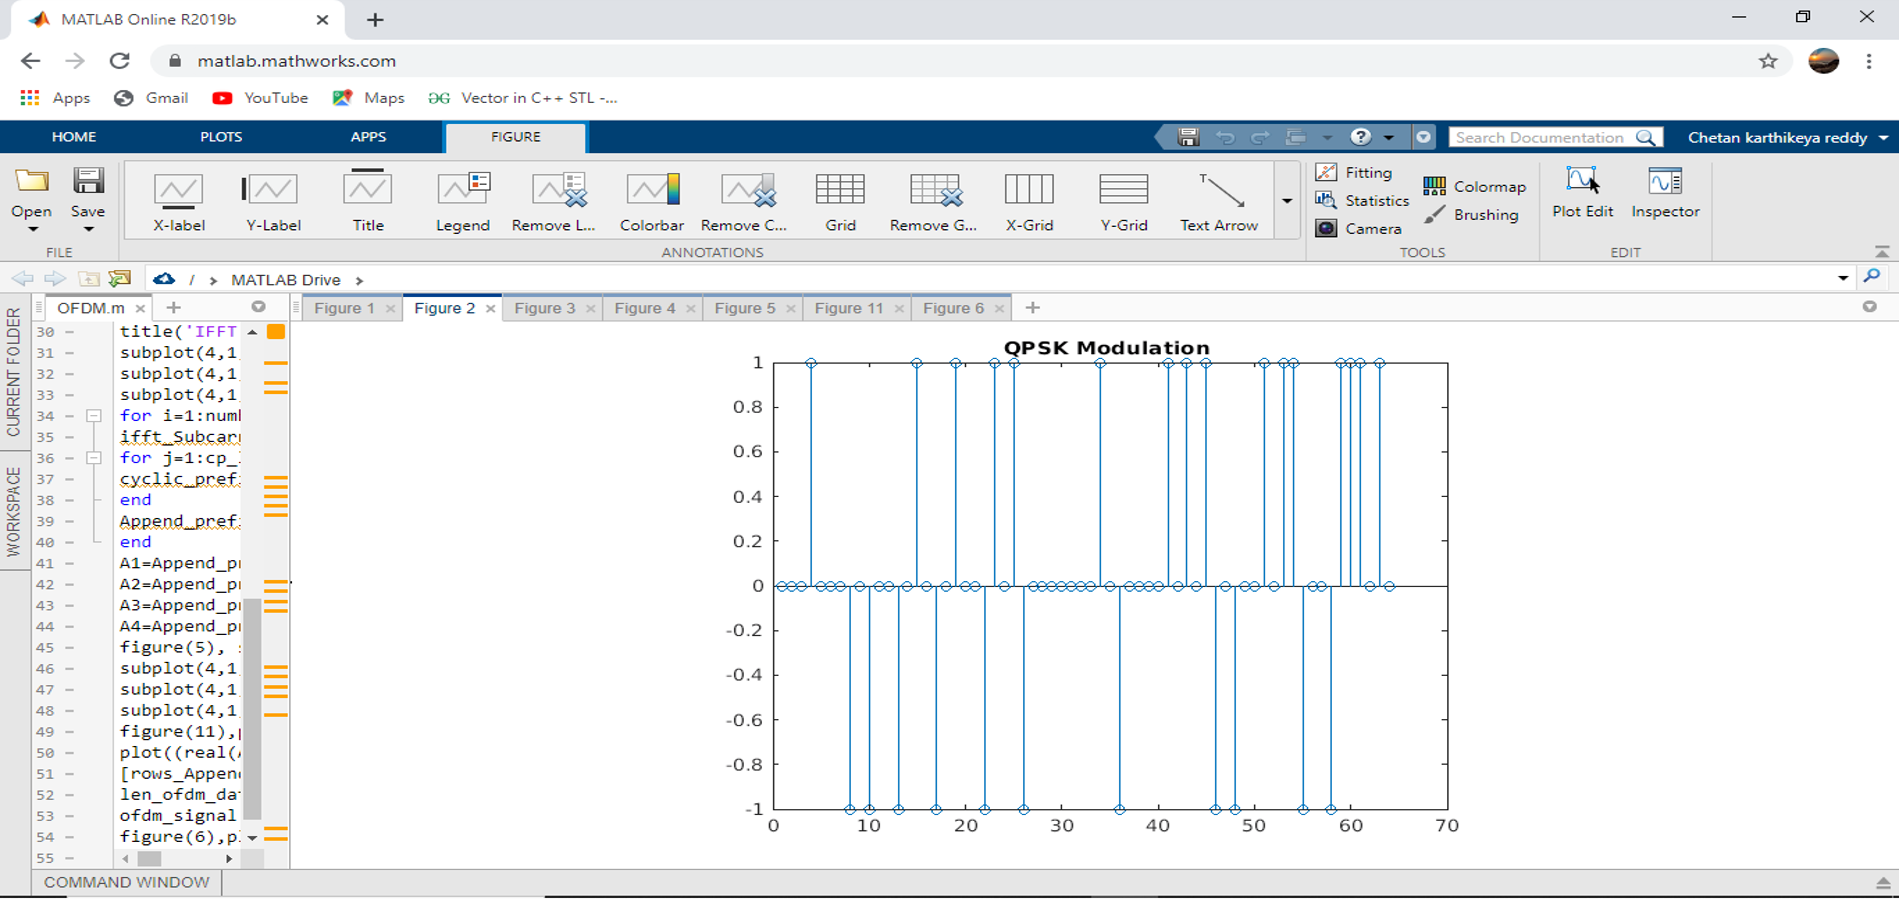 MATLAB Online R2019b
matlab.mathworks.com
Apps Gmail YouTube Maps Vector in C++ STL -...
HOME PLOTS APPS FIGURE Search Documentation Chetan karthikeya reddy
Open Save X-label Y-Label Title Legend Remove L... Colorbar Remove C... Grid Remove G... X-Grid Y-Grid Text Arrow
Fitting Statistics Camera Colormap Brushing Plot Edit Inspector
FILE ANNOTATIONS TOOLS EDIT
/ MATLAB Drive
CURRENT FOLDER
WORKSPACE
OFDM.m
Figure 1 Figure 2 Figure 3 Figure 4 Figure 5 Figure 11 Figure 6
30 title('IFFT
31 subplot(4,1
32 subplot(4,1
33 subplot(4,1
34 for i=1:num
35 ifft_Subcar
36 for j=1:cp_
37 cyclic_pref
38 end
39 Append_pref
40 end
41 A1=Append_p
42 A2=Append_p
43 A3=Append_p
44 A4=Append_p
45 figure(5),
46 subplot(4,1
47 subplot(4,1
48 subplot(4,1
49 figure(11),
50 plot((real(
51 [rows_Appen
52 len_ofdm_da
53 ofdm_signal
54 figure(6),p
55
QPSK Modulation
1
0.8
0.6
0.4
0.2
0
-0.2
-0.4
-0.6
-0.8
-1
0 10 20 30 40 50 60 70
COMMAND WINDOW